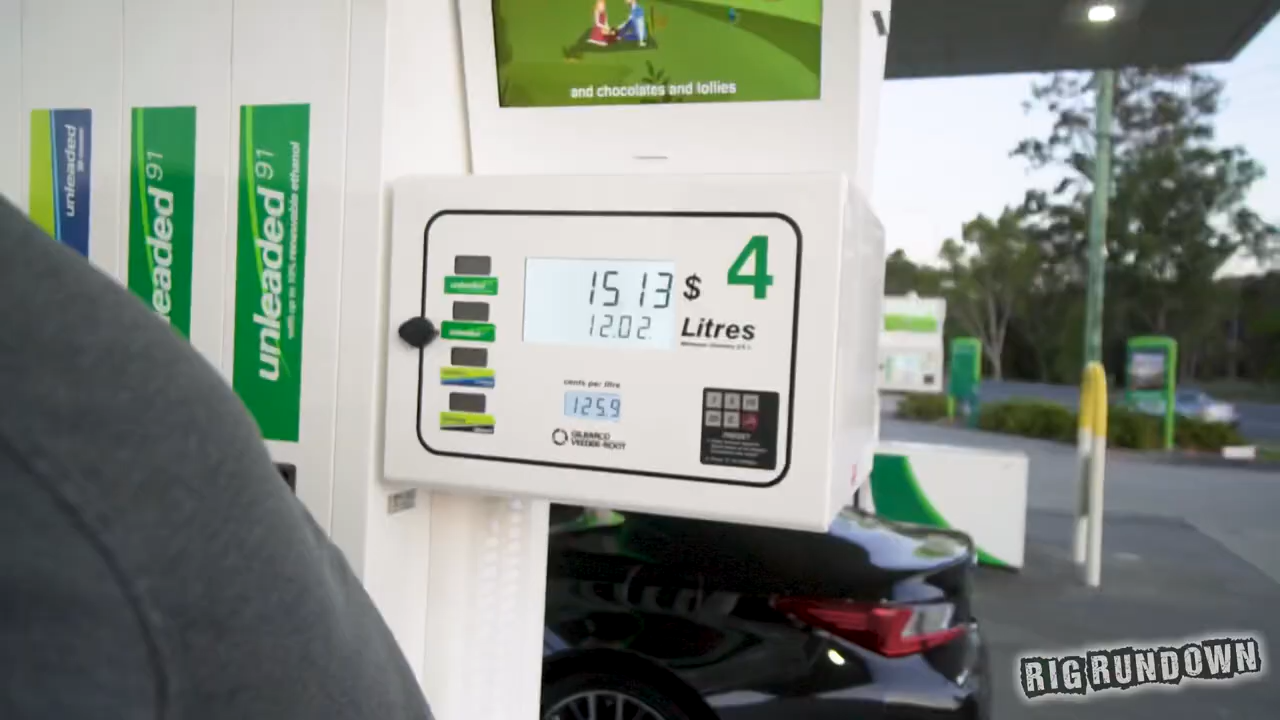 and chocolates and lollies
unleaded
unleaded 91
unleaded 91
with up to 10% renewable ethanol
4
15 13 $
12.02. Litres
cents per litre
125.9
GILBARCO
VEEDER-ROOT
PRESET
RIG RUNDOWN